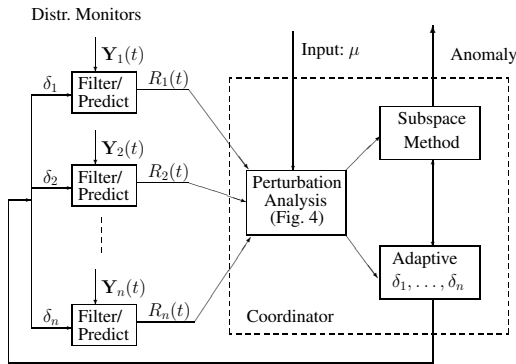 Distr. Monitors
Y₁(t)
δ₁
Filter/
Predict
R₁(t)
Input: μ
Anomaly
Y₂(t)
δ₂
Filter/
Predict
R₂(t)
Perturbation
Analysis
(Fig. 4)
Subspace
Method
Yₙ(t)
δₙ
Filter/
Predict
Rₙ(t)
Adaptive
δ₁, . . . , δₙ
Coordinator